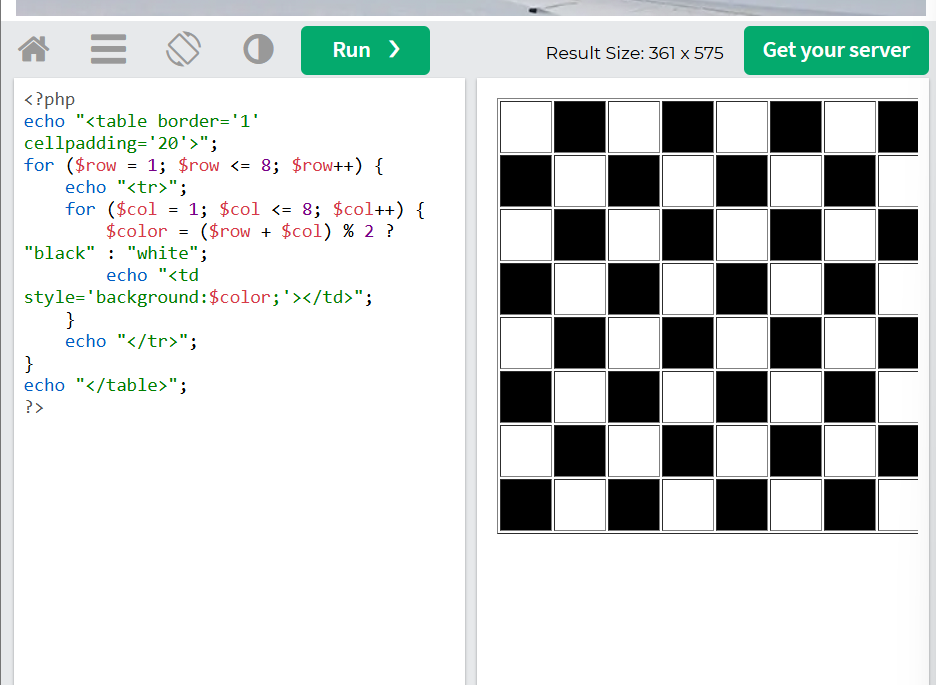 Run ❯
Result Size: 361 x 575
Get your server
<?php
echo "<table border='1'
cellpadding='20'>";
for ($row = 1; $row <= 8; $row++) {
    echo "<tr>";
    for ($col = 1; $col <= 8; $col++) {
        $color = ($row + $col) % 2 ?
"black" : "white";
        echo "<td
style='background:$color;'></td>";
    }
    echo "</tr>";
}
echo "</table>";
?>